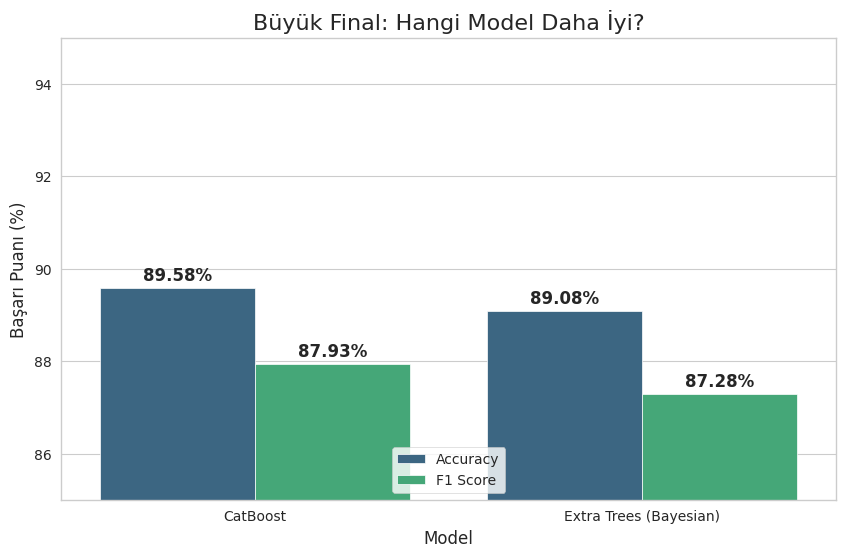 Büyük Final: Hangi Model Daha İyi?
Başarı Puanı (%)
94
92
90
88
86
89.58%
87.93%
89.08%
87.28%
Accuracy
F1 Score
CatBoost
Extra Trees (Bayesian)
Model